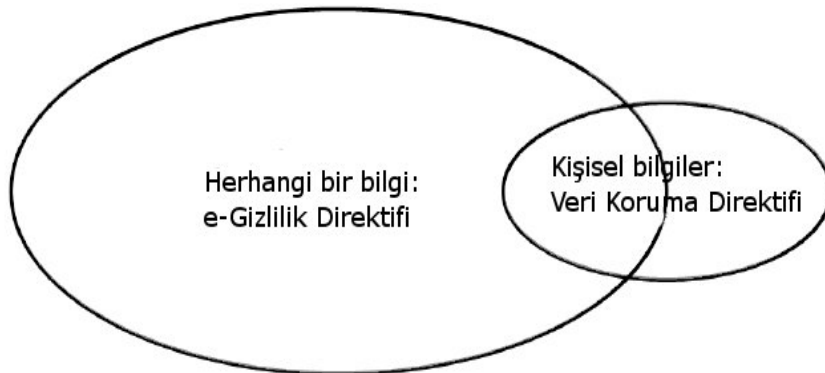 Herhangi bir bilgi:
e-Gizlilik Direktifi
Kişisel bilgiler:
Veri Koruma Direktifi